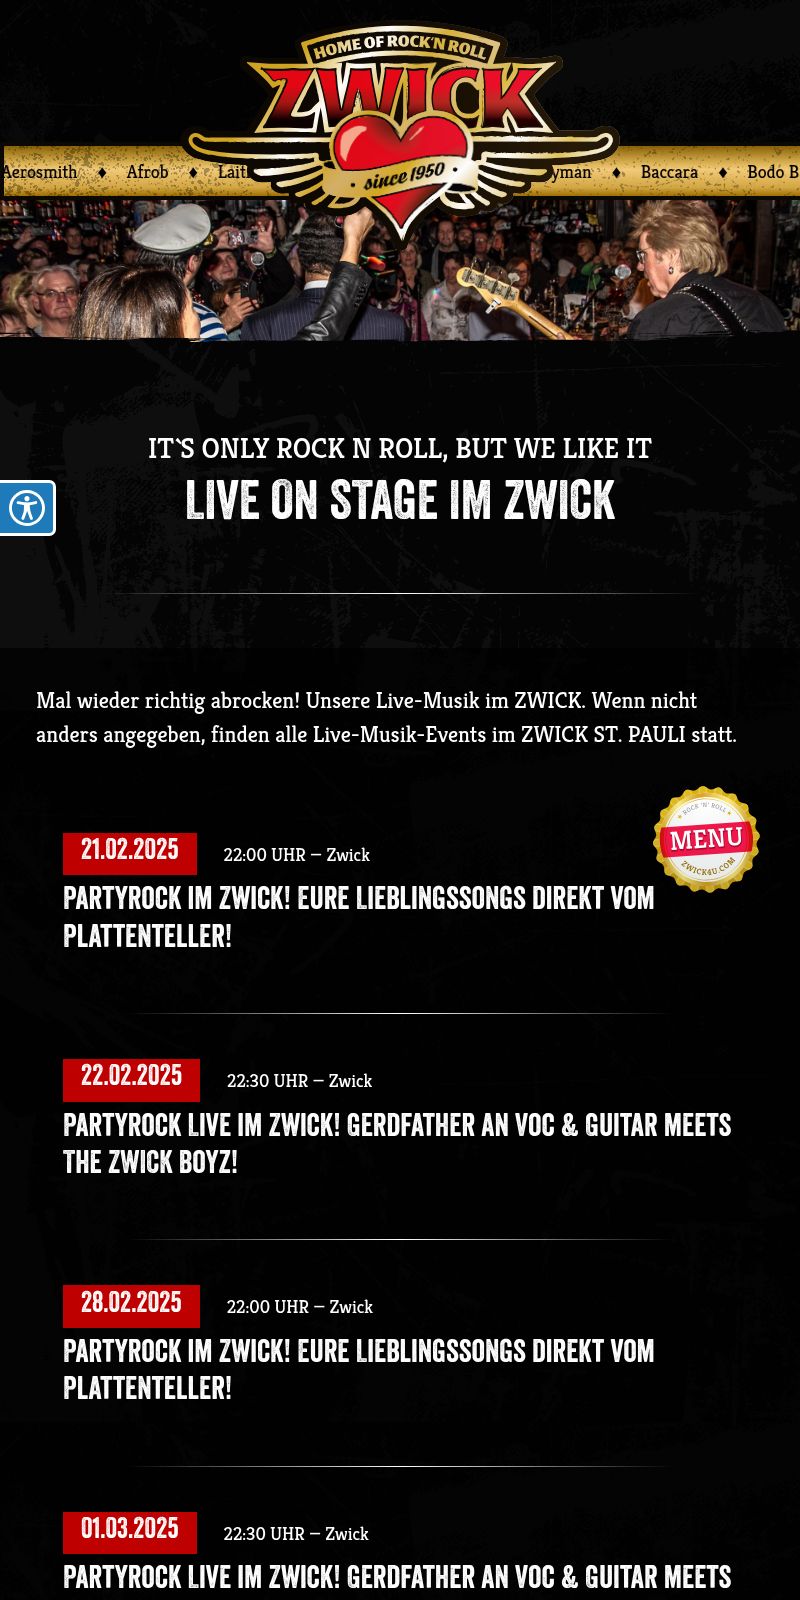 HOME OF ROCK'N ROLL
ZWICK
since 1950
Aerosmith ♦ Afrob ♦ ♦ Baccara ♦
IT`S ONLY ROCK N ROLL, BUT WE LIKE IT
LIVE ON STAGE IM ZWICK
Mal wieder richtig abrocken! Unsere Live-Musik im ZWICK. Wenn nicht
anders angegeben, finden alle Live-Musik-Events im ZWICK ST. PAULI statt.
ROCK 'N' ROLL
MENU
ZWICK4U.COM
21.02.2025 22:00 UHR – Zwick
PARTYROCK IM ZWICK! EURE LIEBLINGSSONGS DIREKT VOM
PLATTENTELLER!
22.02.2025 22:30 UHR – Zwick
PARTYROCK LIVE IM ZWICK! GERDFATHER AN VOC & GUITAR MEETS
THE ZWICK BOYZ!
28.02.2025 22:00 UHR – Zwick
PARTYROCK IM ZWICK! EURE LIEBLINGSSONGS DIREKT VOM
PLATTENTELLER!
01.03.2025 22:30 UHR – Zwick
PARTYROCK LIVE IM ZWICK! GERDFATHER AN VOC & GUITAR MEETS